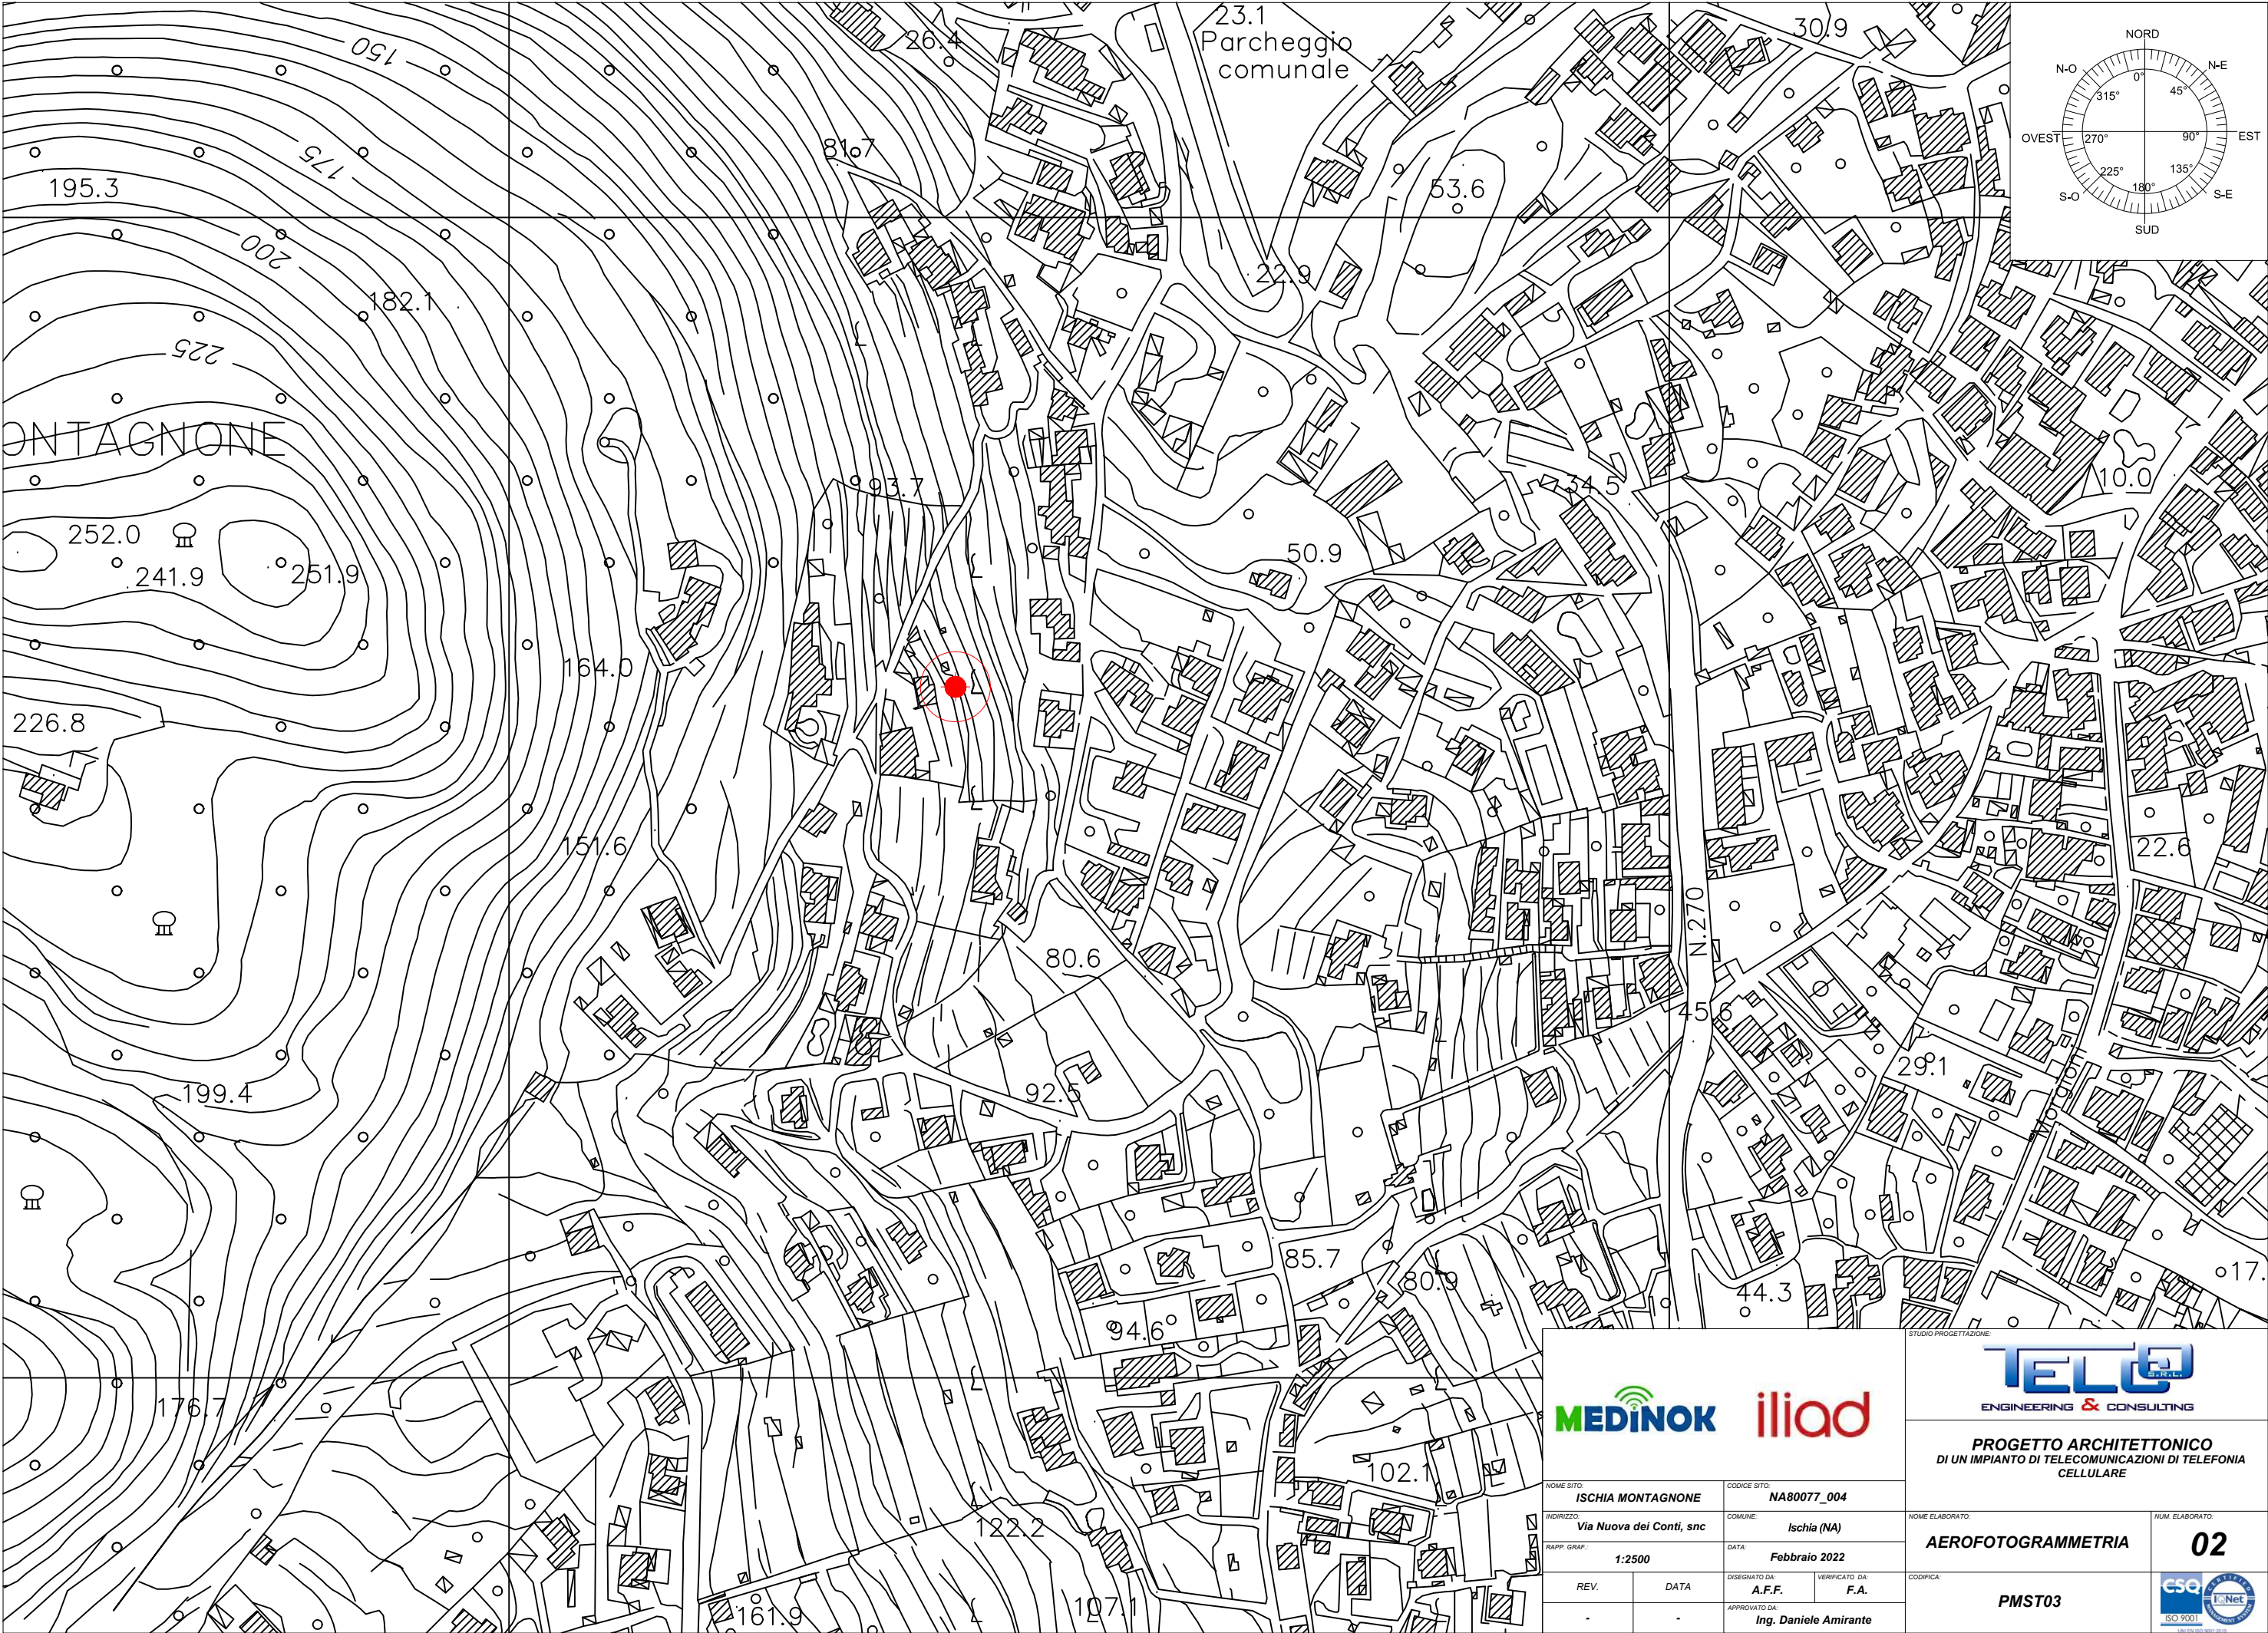 23.1
Parcheggio
comunale
30.9
26.4
150
81.7
175
195.3
53.6
200
22.9
182.1
225
ONTAGNONE
93.7
34.5
10.0
252.0
241.9
251.9
50.9
164.0
226.8
151.6
22.6
N.270
80.6
45.6
29.1
199.4
92.5
85.7
80.9
17.
44.3
94.6
176.7
102.1
122.2
161.9
107.1
NORD
N-O
N-E
0°
315°
45°
OVEST
270°
90°
EST
225°
135°
180°
S-O
S-E
SUD
MEDINOK
iliad
STUDIO PROGETTAZIONE:
TELCO
S.R.L.
ENGINEERING & CONSULTING
PROGETTO ARCHITETTONICO
DI UN IMPIANTO DI TELECOMUNICAZIONI DI TELEFONIA
CELLULARE
NOME SITO:
ISCHIA MONTAGNONE
CODICE SITO:
NA80077_004
INDIRIZZO:
Via Nuova dei Conti, snc
COMUNE:
Ischia (NA)
RAPP. GRAF.:
1:2500
DATA:
Febbraio 2022
REV.
DATA
DISEGNATO DA:
A.F.F.
VERIFICATO DA:
F.A.
-
-
APPROVATO DA:
Ing. Daniele Amirante
NOME ELABORATO:
AEROFOTOGRAMMETRIA
NUM. ELABORATO:
02
CODIFICA:
PMST03
CSQ
ISO 9001
CERTIFIED
IQNet
MANAGEMENT SYSTEM